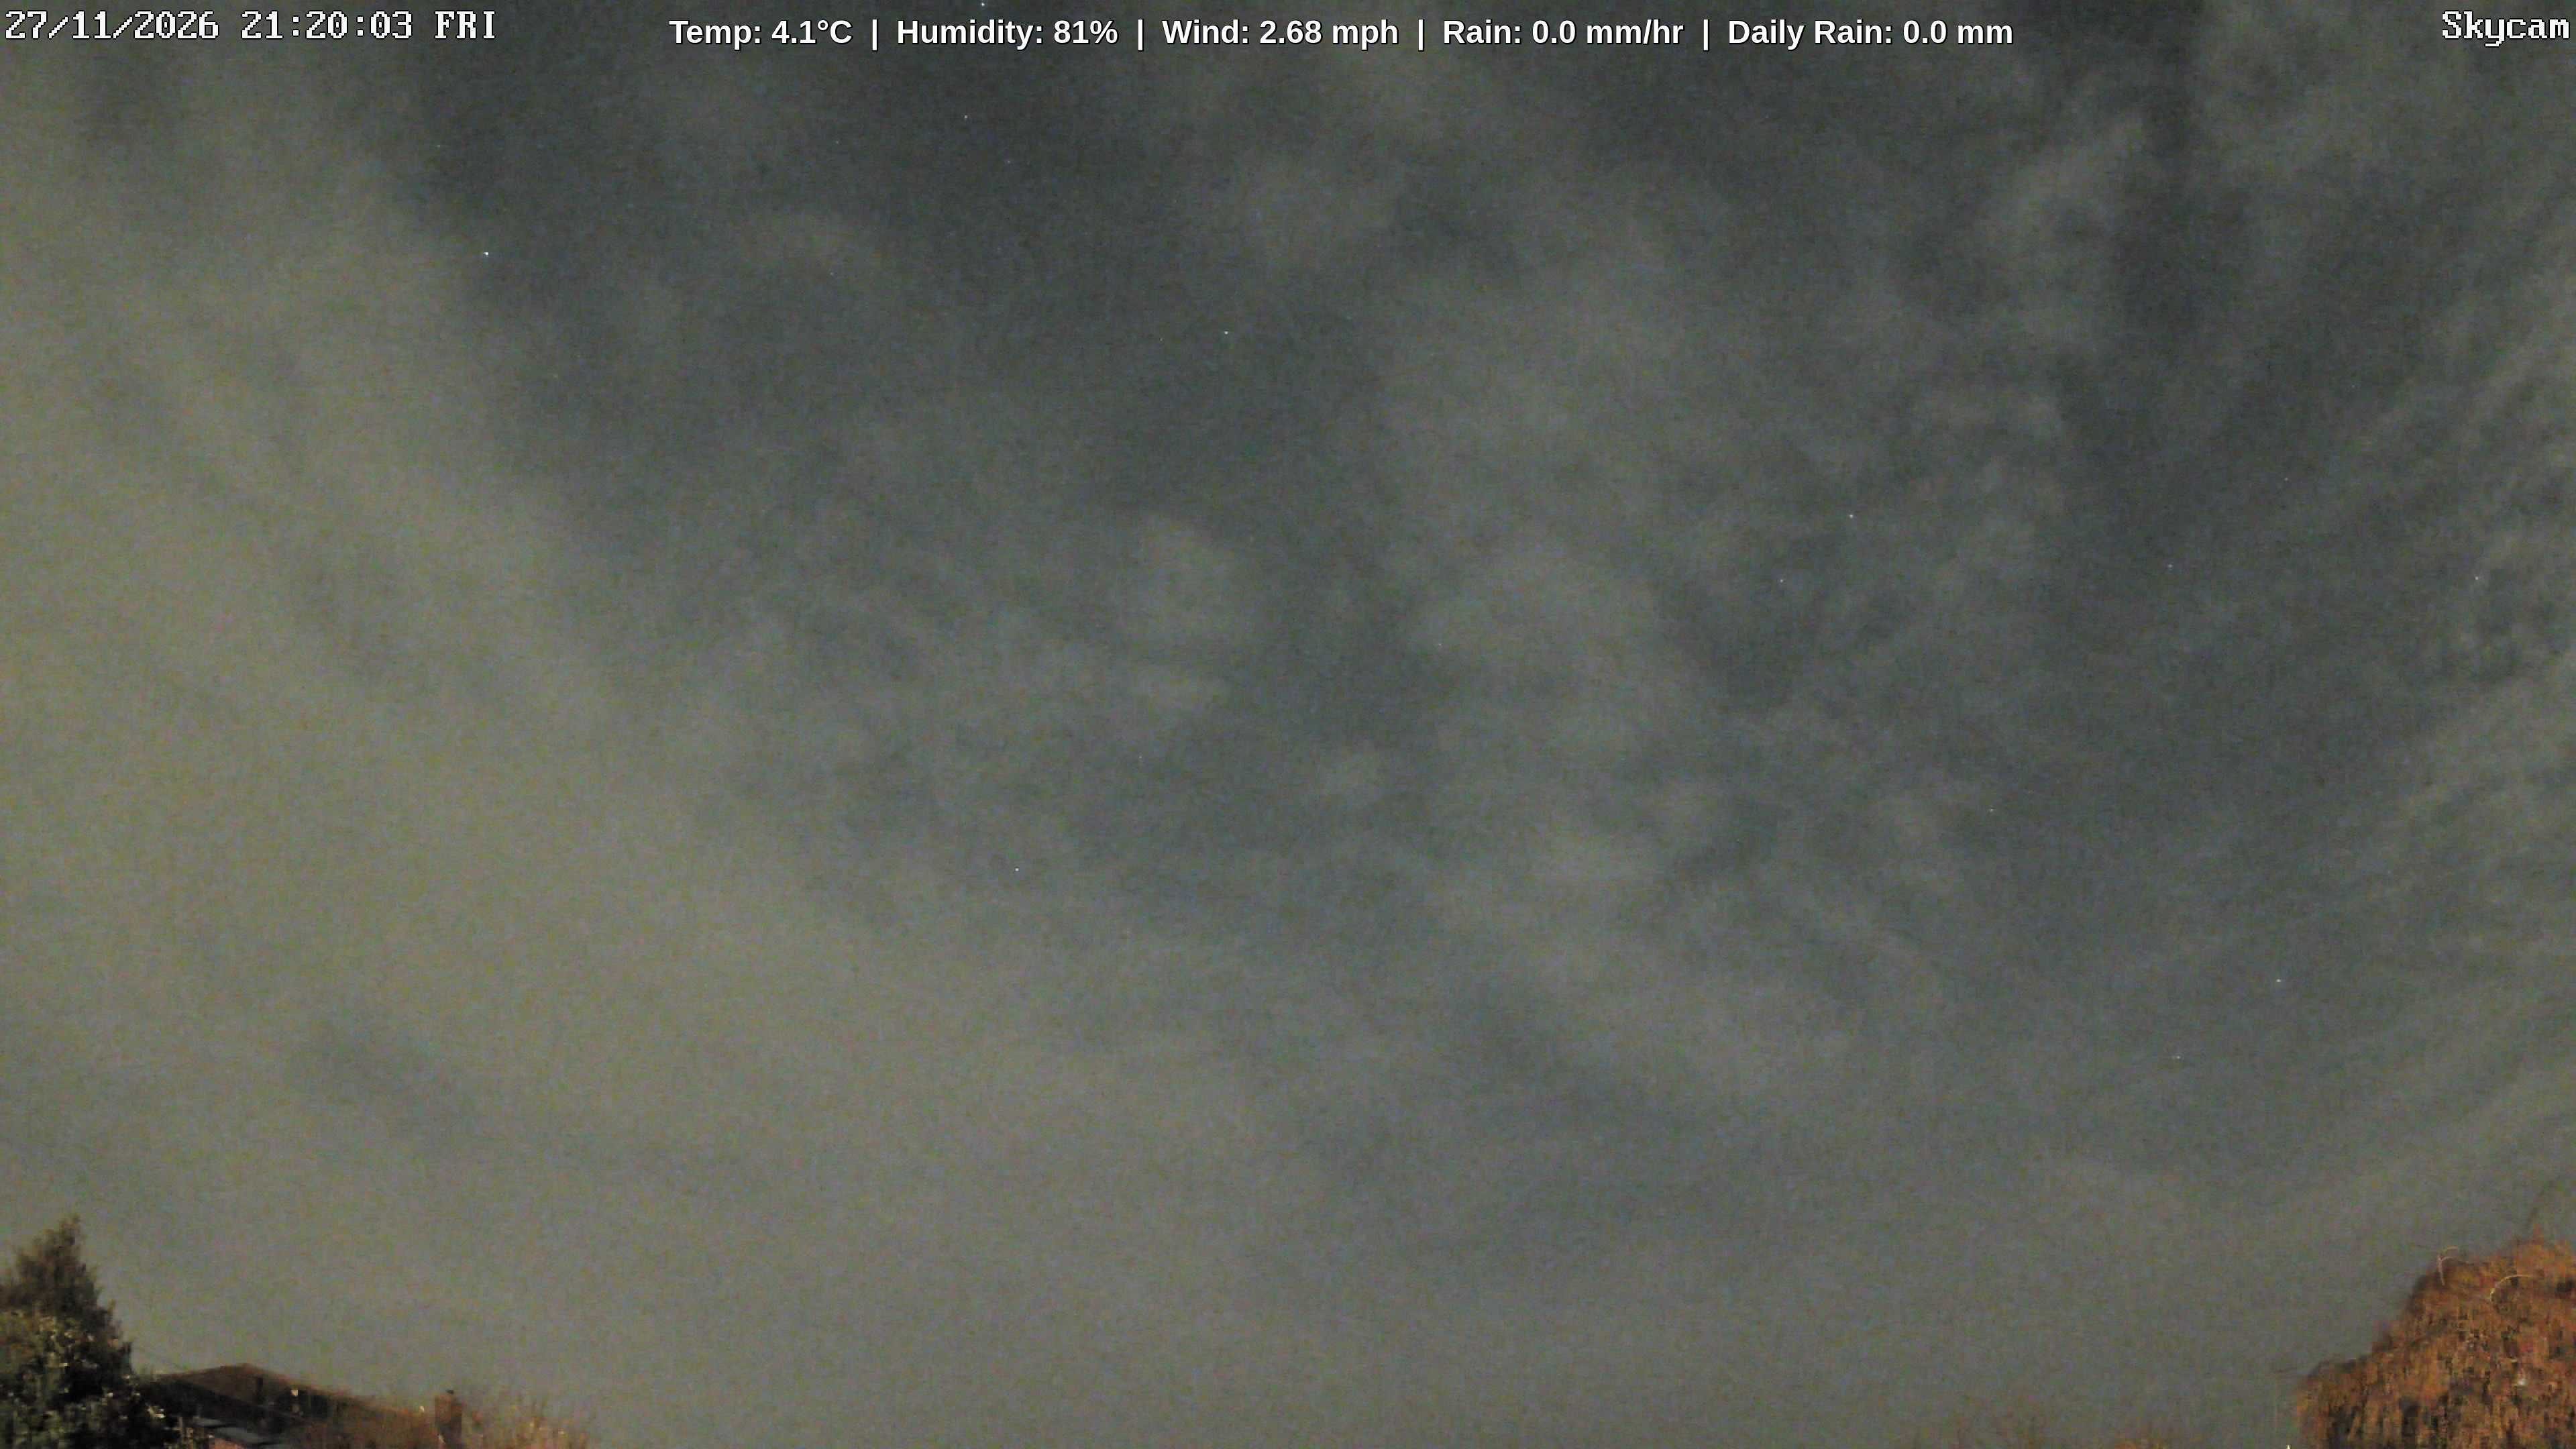 27/11/2026 21:20:03 FRI
Temp: 4.1°C | Humidity: 81% | Wind: 2.68 mph | Rain: 0.0 mm/hr | Daily Rain: 0.0 mm
Skycam